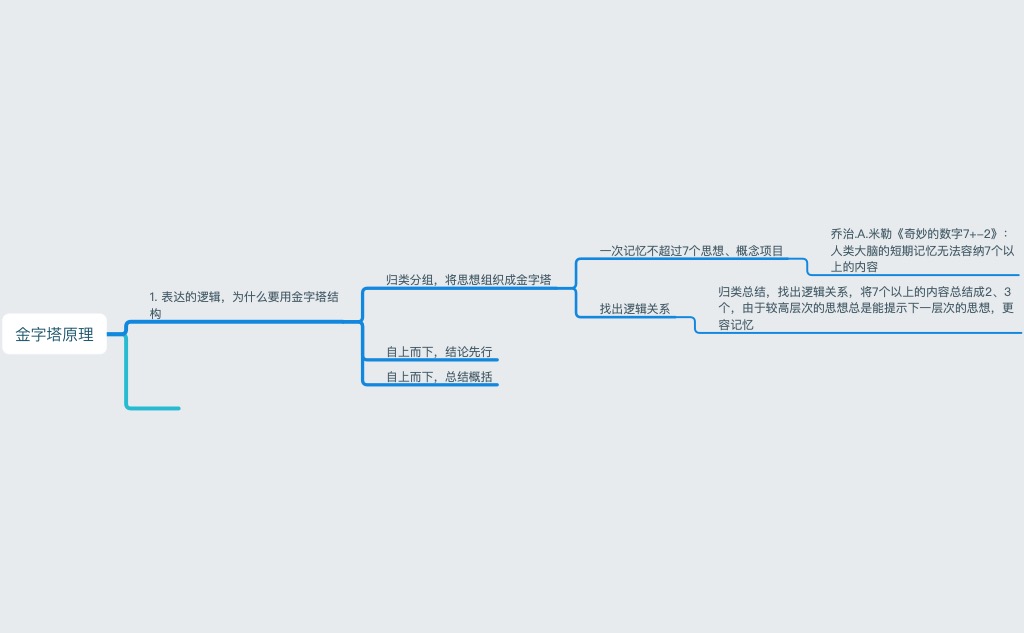 金字塔原理
1. 表达的逻辑，为什么要用金字塔结
构
归类分组，将思想组织成金字塔
一次记忆不超过7个思想、概念项目
乔治.A.米勒《奇妙的数字7+-2》：
人类大脑的短期记忆无法容纳7个以
上的内容
找出逻辑关系
归类总结，找出逻辑关系，将7个以上的内容总结成2、3
个，由于较高层次的思想总是能提示下一层次的思想，更
容记忆
自上而下，结论先行
自上而下，总结概括